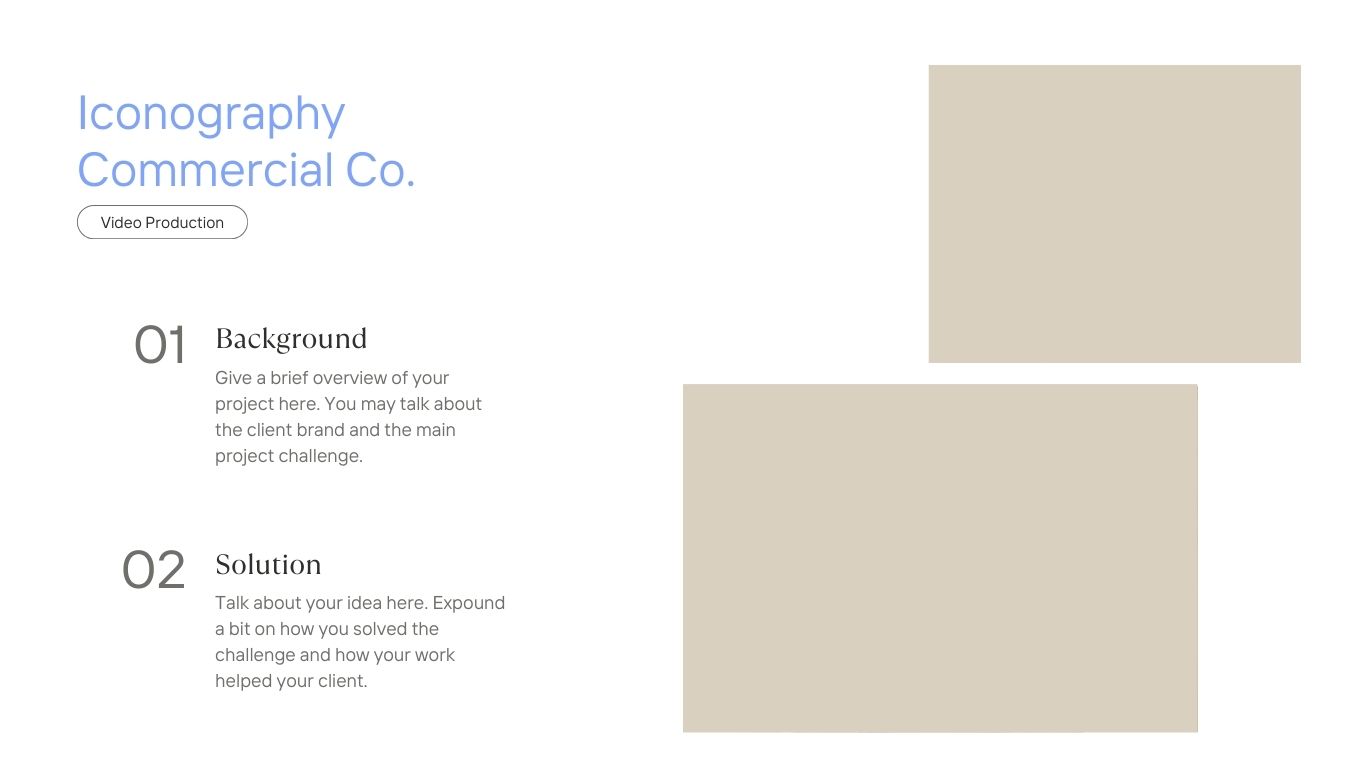 Iconography
Commercial Co.
Video Production
01
Background
Give a brief overview of your
project here. You may talk about
the client brand and the main
project challenge.
02
Solution
Talk about your idea here. Expound
a bit on how you solved the
challenge and how your work
helped your client.